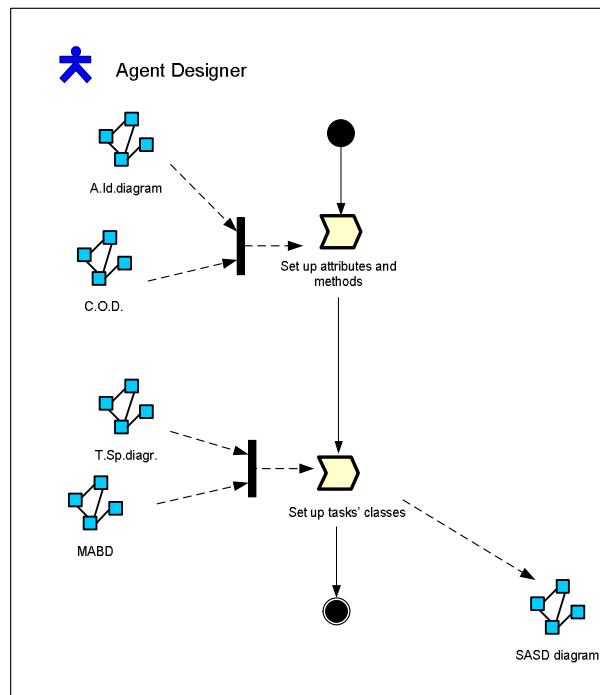 Agent Designer
A.Id.diagram
C.O.D.
Set up attributes and
methods
T.Sp.diagr.
MABD
Set up tasks' classes
SASD diagram